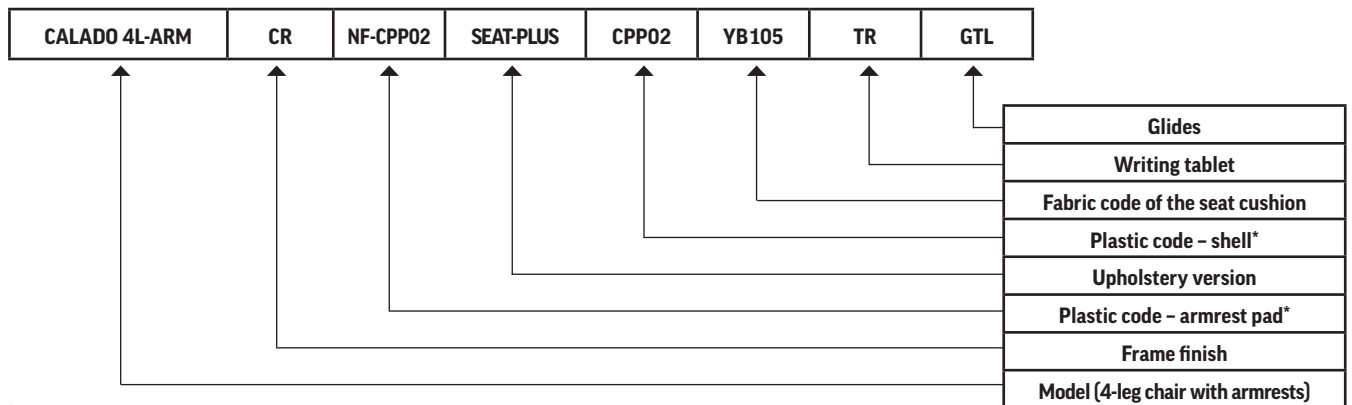 CALADO 4L-ARM CR NF-CPP02 SEAT-PLUS CPP02 YB105 TR GTL
Glides
Writing tablet
Fabric code of the seat cushion
Plastic code – shell*
Upholstery version
Plastic code – armrest pad*
Frame finish
Model (4-leg chair with armrests)